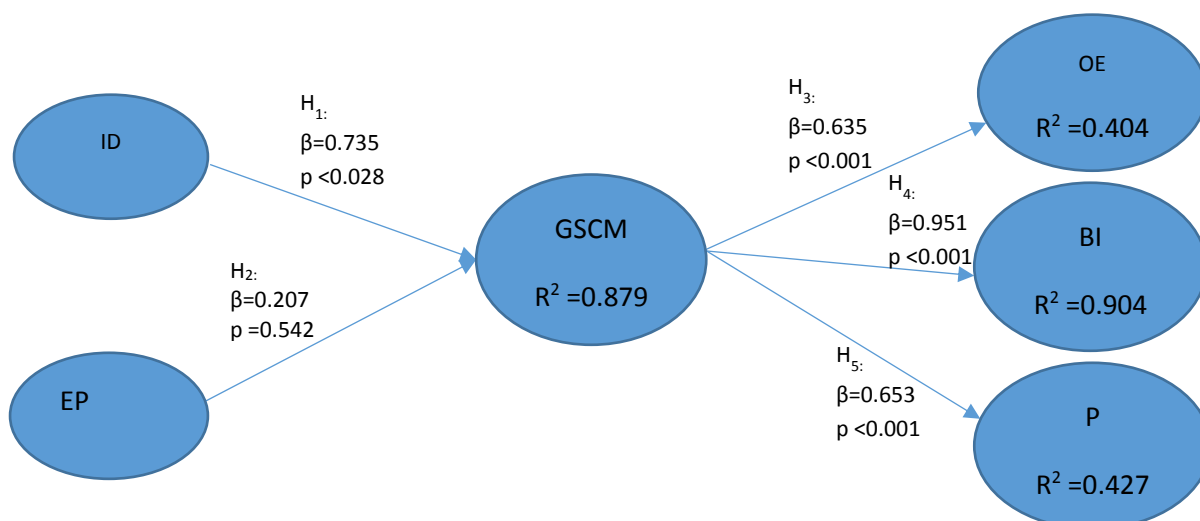 ID
H₁:
β=0.735
p <0.028
EP
H₂:
β=0.207
p =0.542
GSCM
R² =0.879
H₃:
β=0.635
p <0.001
H₄:
β=0.951
p <0.001
H₅:
β=0.653
p <0.001
OE
R² =0.404
BI
R² =0.904
P
R² =0.427